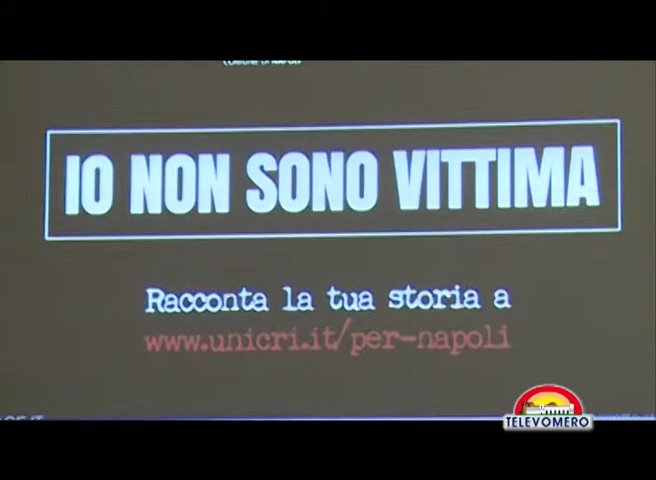 IO NON SONO VITTIMA
Racconta la tua storia a
www.unicri.it/per-napoli
TELEVOMERO